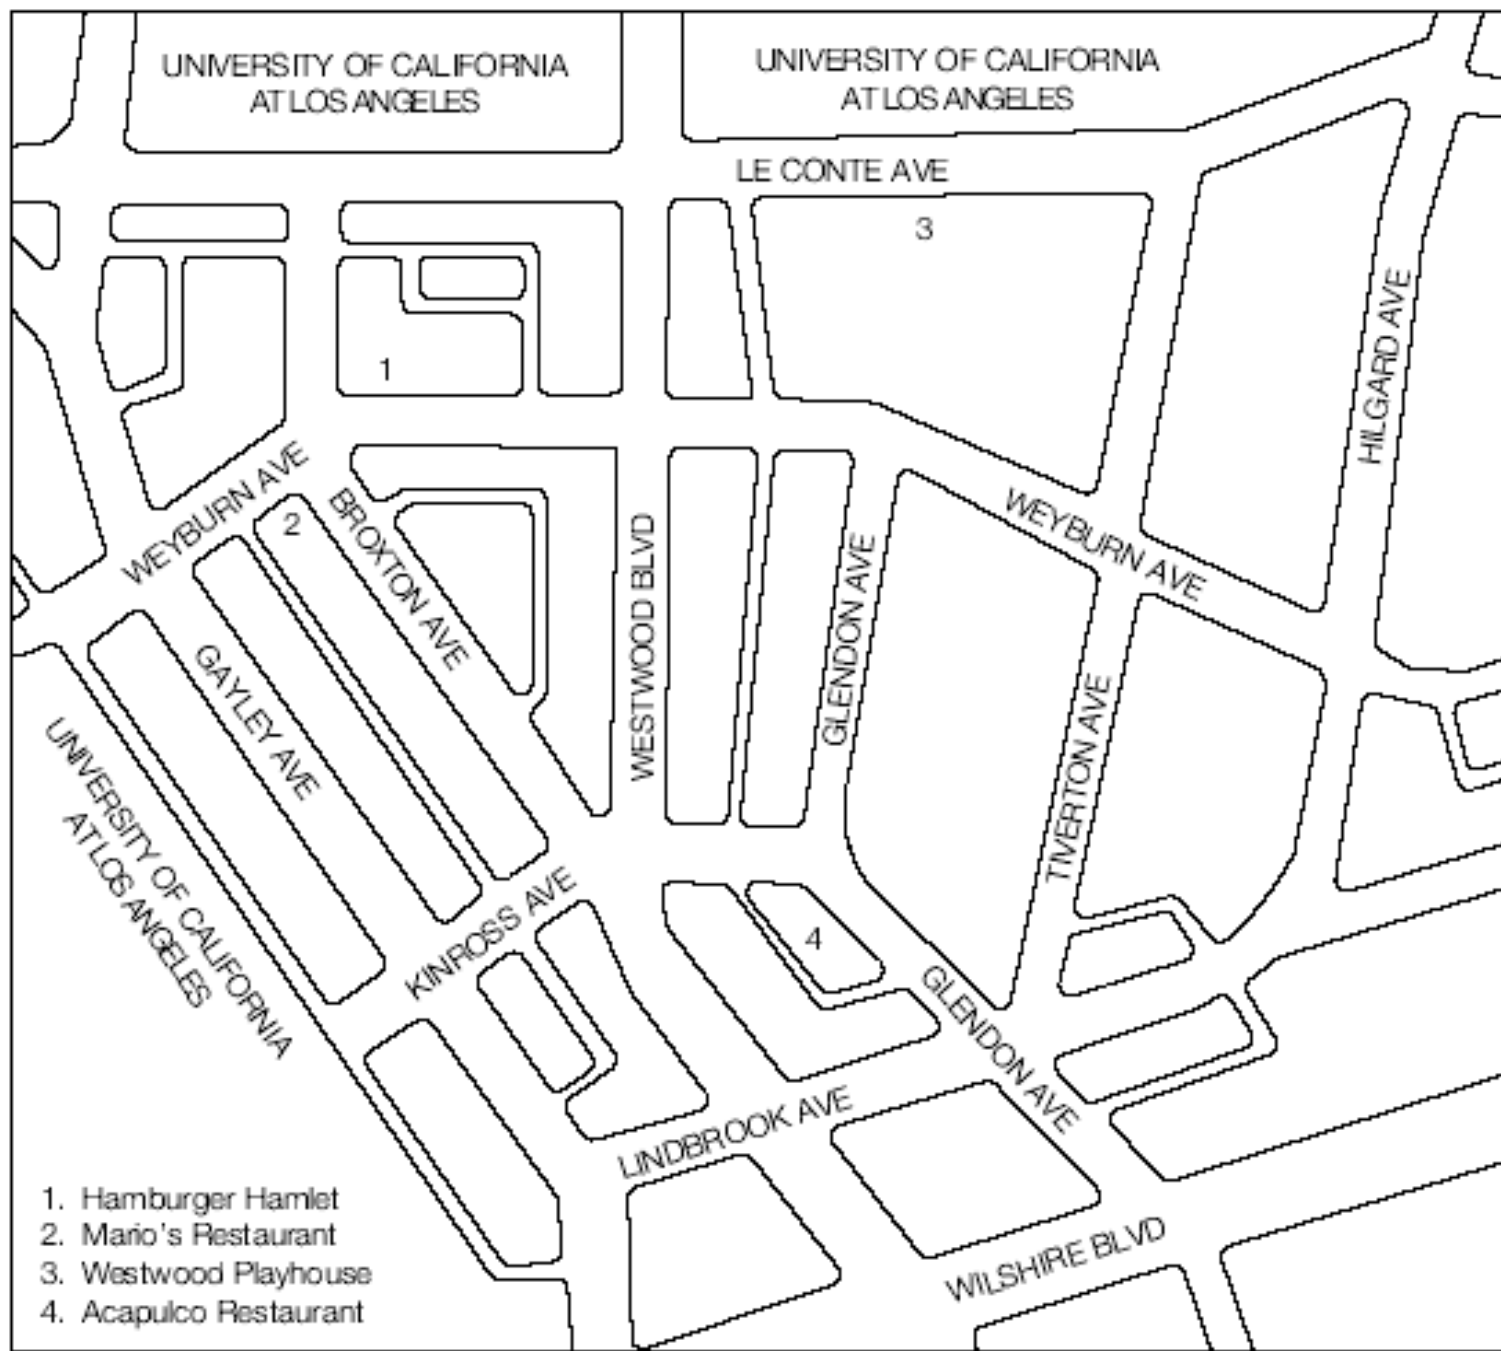 UNIVERSITY OF CALIFORNIA
AT LOS ANGELES
UNIVERSITY OF CALIFORNIA
AT LOS ANGELES
LE CONTE AVE
3
HILGARD AVE
1
WEYBURN AVE
2
BROXTON AVE
WESTWOOD BLVD
GLENDON AVE
WEYBURN AVE
GAYLEY AVE
TIVERTON AVE
UNIVERSITY OF CALIFORNIA
AT LOS ANGELES
KINROSS AVE
4
GLENDON AVE
LINDBROOK AVE
WILSHIRE BLVD
1. Hamburger Hamlet
2. Mario's Restaurant
3. Westwood Playhouse
4. Acapulco Restaurant